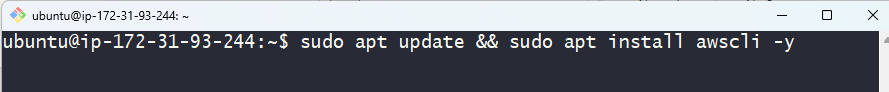 ubuntu@ip-172-31-93-244: ~
ubuntu@ip-172-31-93-244:~$ sudo apt update && sudo apt install awscli -y